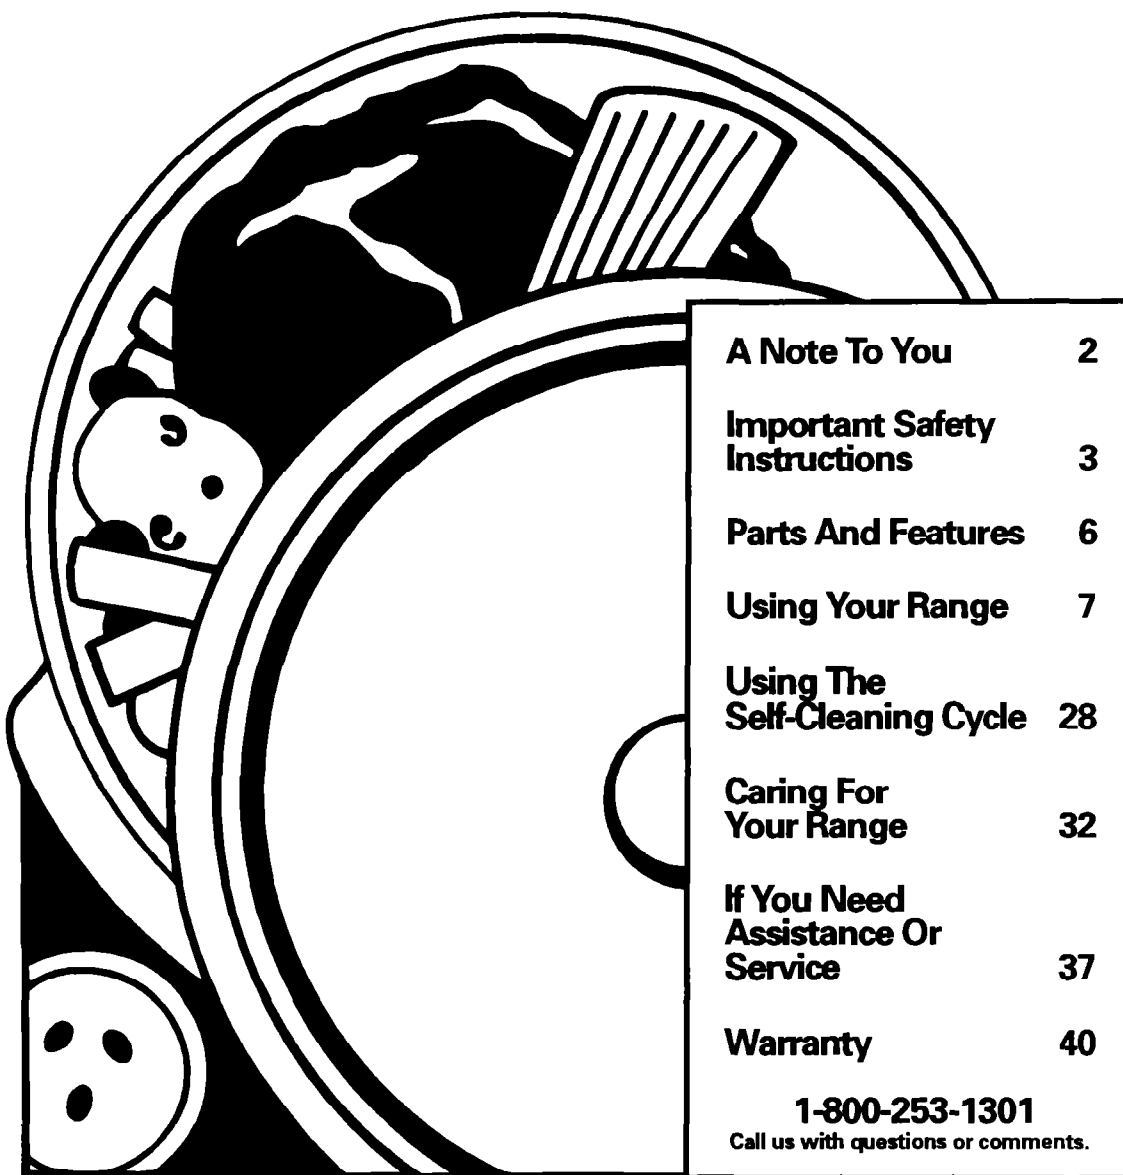 A Note To You 2
Important Safety
Instructions 3
Parts And Features 6
Using Your Range 7
Using The
Self-Cleaning Cycle 28
Caring For
Your Range 32
If You Need
Assistance Or
Service 37
Warranty 40
1-800-253-1301
Call us with questions or comments.